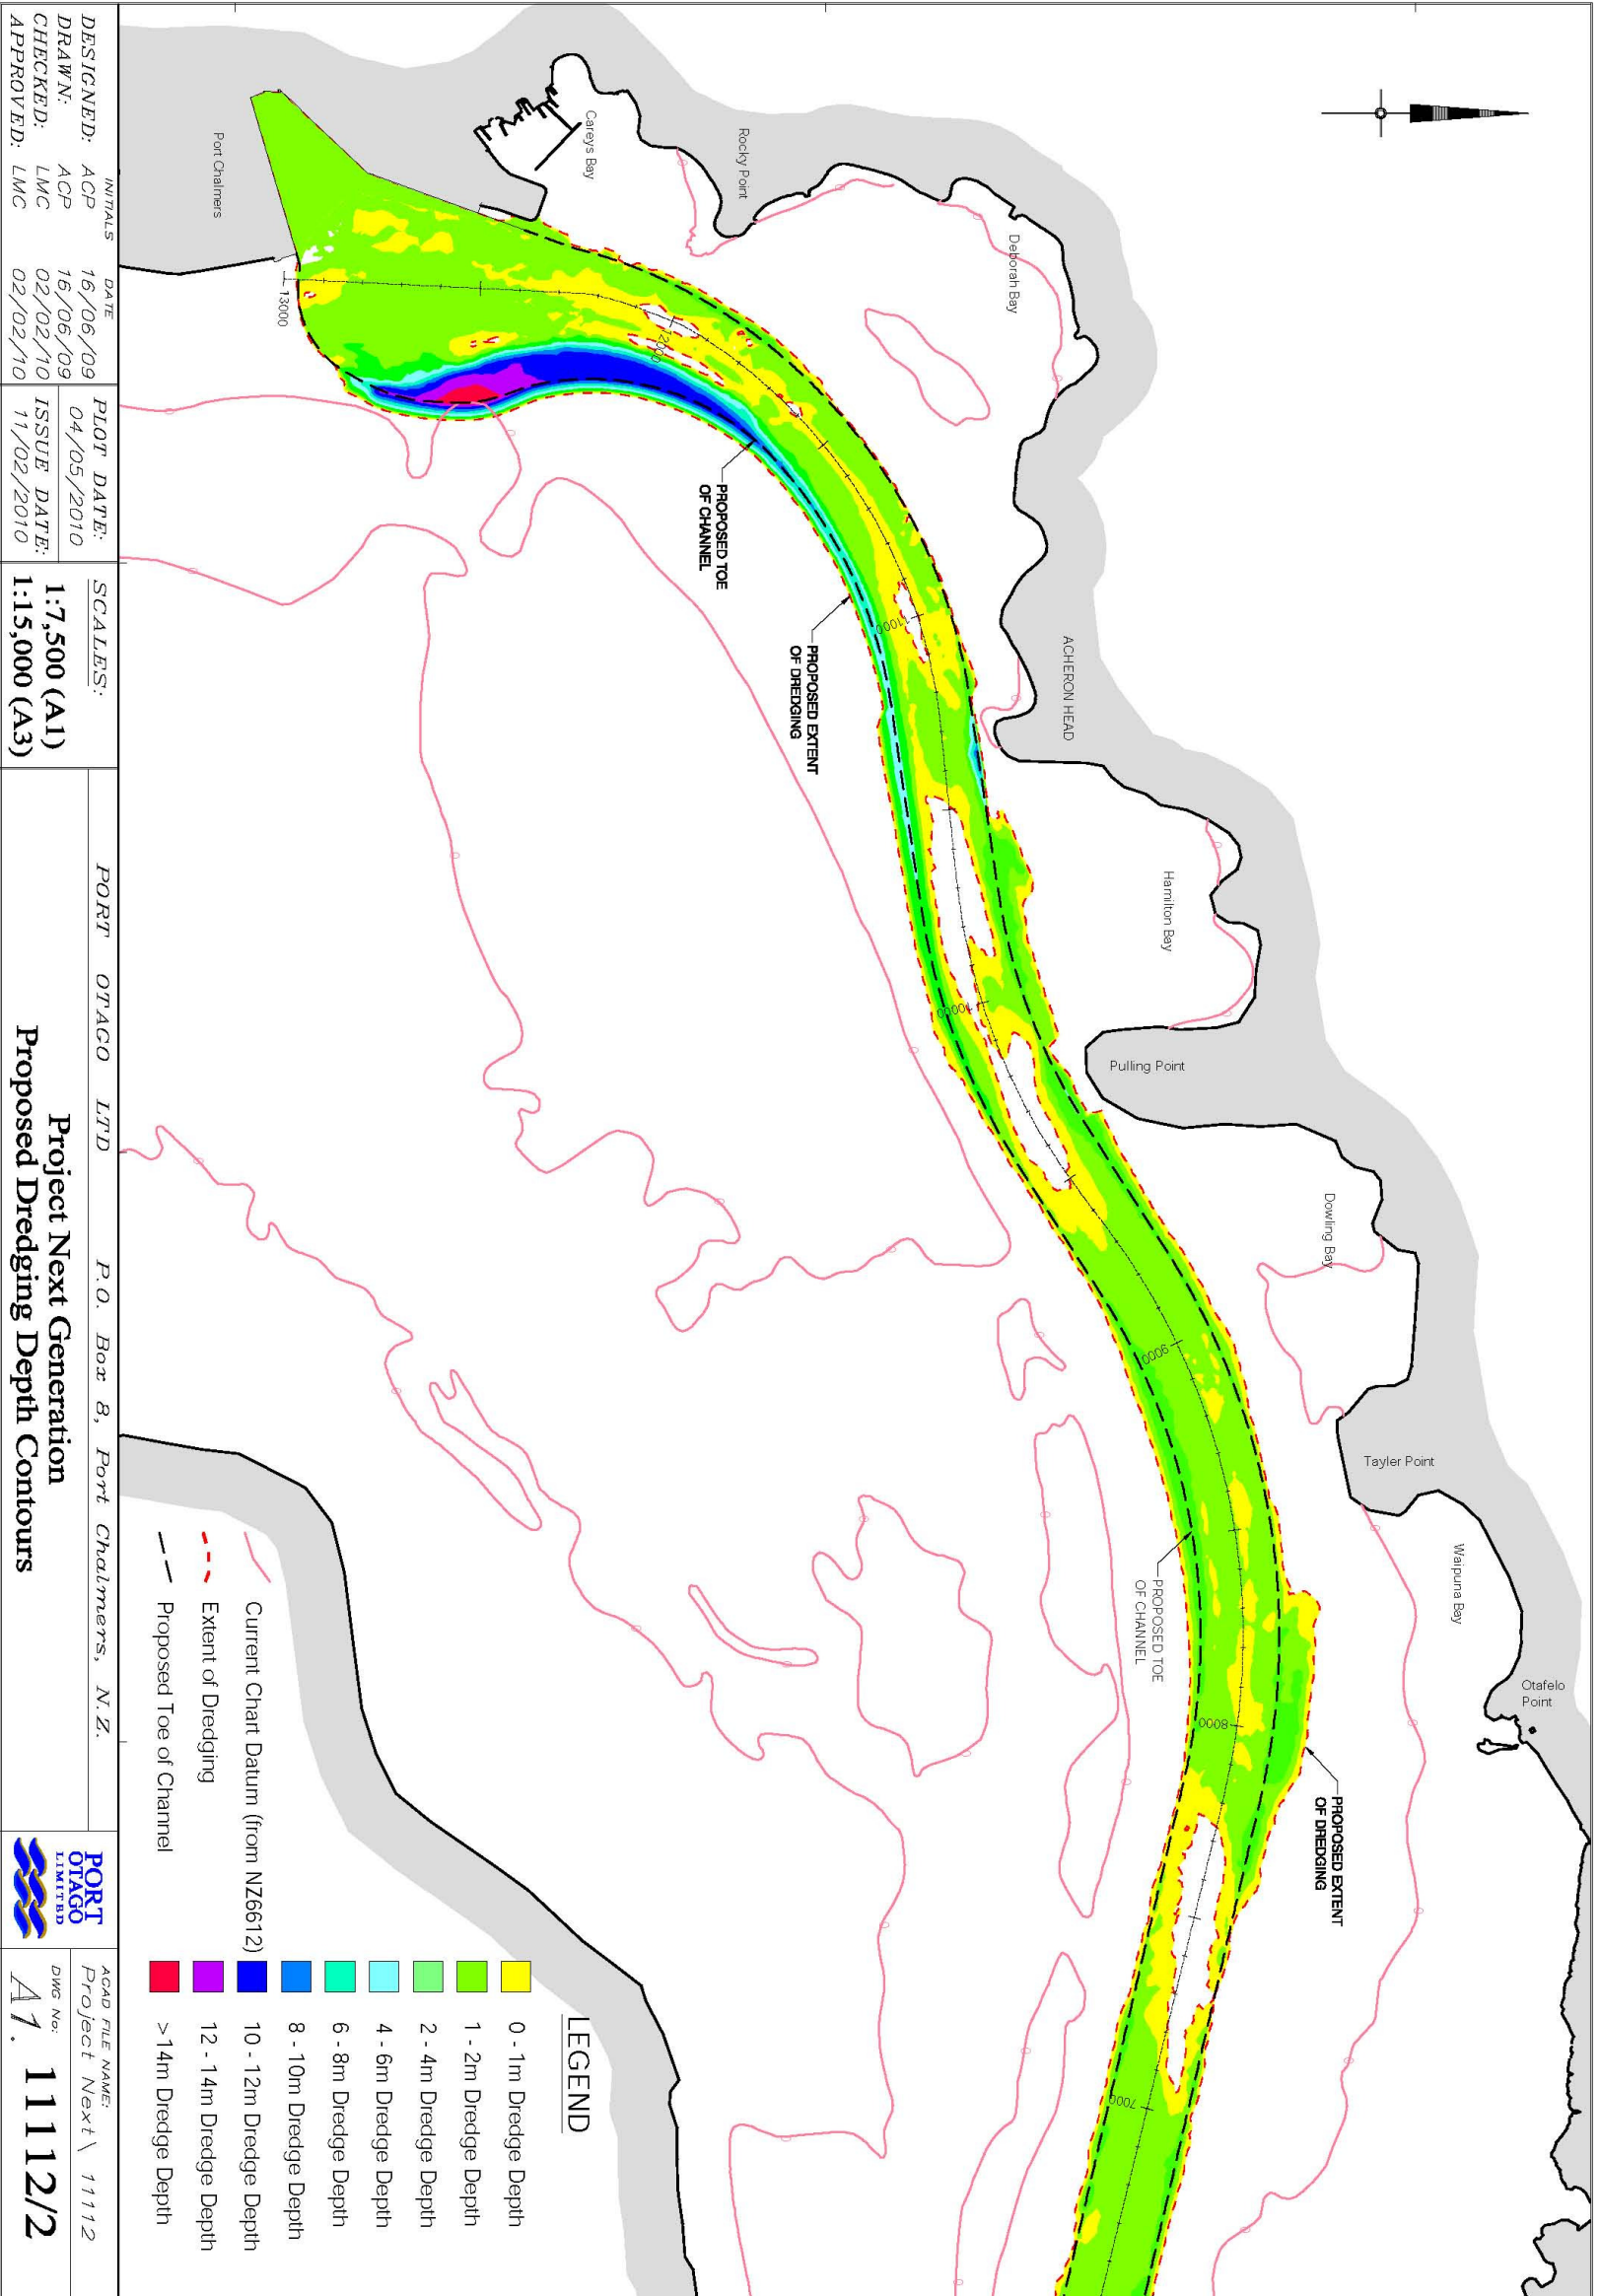 Careys Bay
Rocky Point
Deborah Bay
Port Chalmers
ACHERON HEAD
Hamilton Bay
Pulling Point
Dowling Bay
Tayler Point
Waipuna Bay
Otafelo
Point
13000
12000
11000
10000
9000
8000
7000
PROPOSED TOE
OF CHANNEL
PROPOSED EXTENT
OF DREDGING
PROPOSED TOE
OF CHANNEL
PROPOSED EXTENT
OF DREDGING
Current Chart Datum (from NZ6612)
Extent of Dredging
Proposed Toe of Channel
LEGEND
0 - 1m Dredge Depth
1 - 2m Dredge Depth
2 - 4m Dredge Depth
4 - 6m Dredge Depth
6 - 8m Dredge Depth
8 - 10m Dredge Depth
10 - 12m Dredge Depth
12 - 14m Dredge Depth
>14m Dredge Depth
INITIALS DATE
DESIGNED: ACP 16/06/09
DRAWN: ACP 16/06/09
CHECKED: LMC 02/02/10
APPROVED: LMC 02/02/10
PLOT DATE:
04/05/2010
ISSUE DATE:
11/02/2010
SCALES:
1:7,500 (A1)
1:15,000 (A3)
PORT OTAGO LTD P.O. Box 8, Port Chalmers, N.Z.
Project Next Generation
Proposed Dredging Depth Contours
PORT
OTAGO
LIMITED
ACAD FILE NAME:
Project Next\ 11112
DWG No:
A1. 11112/2